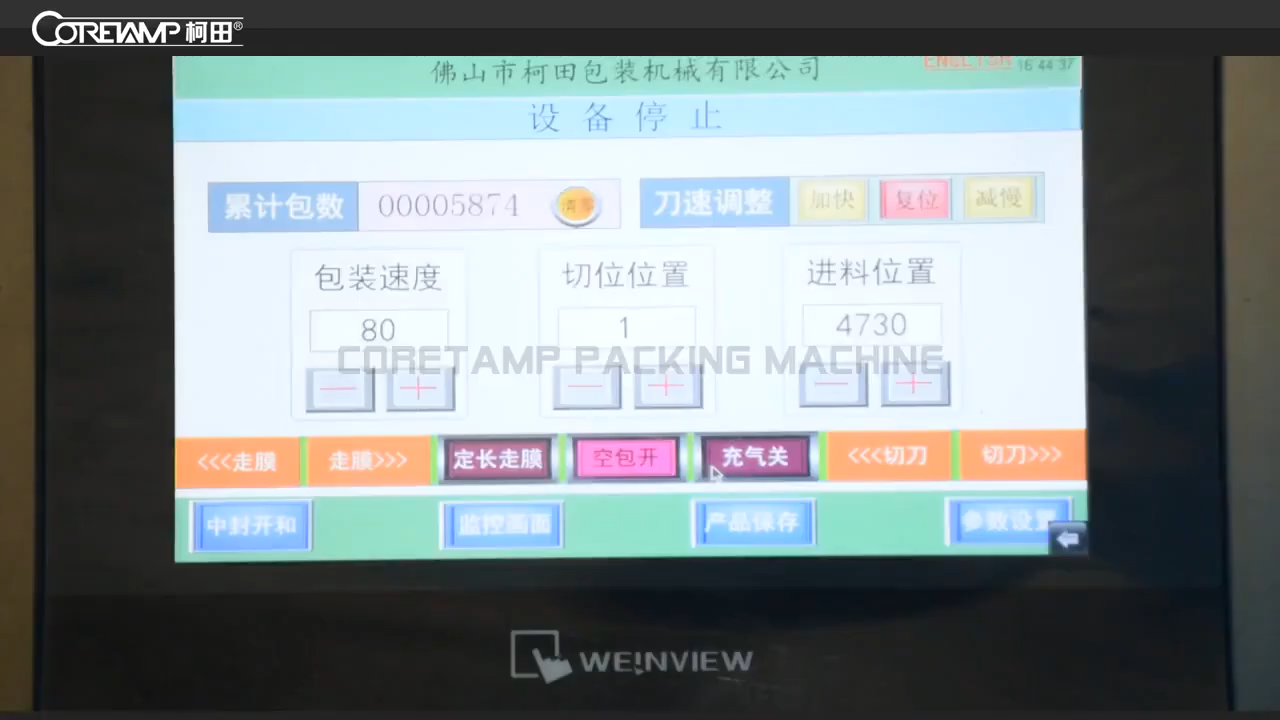 CORETAMP 柯田®
佛山市柯田包装机械有限公司
ENGLISH 16 44 37
设备停止
累计包数 00005874 清零 刀速调整 加快 复位 减慢
包装速度 切位位置 进料位置
80 1 4730
CORETAMP PACKING MACHINE
— + — + — +
<<<走膜 走膜>>> 定长走膜 空包开 充气关 <<<切刀 切刀>>>
中封开和 监控画面 产品保存 参数设置
WEINVIEW